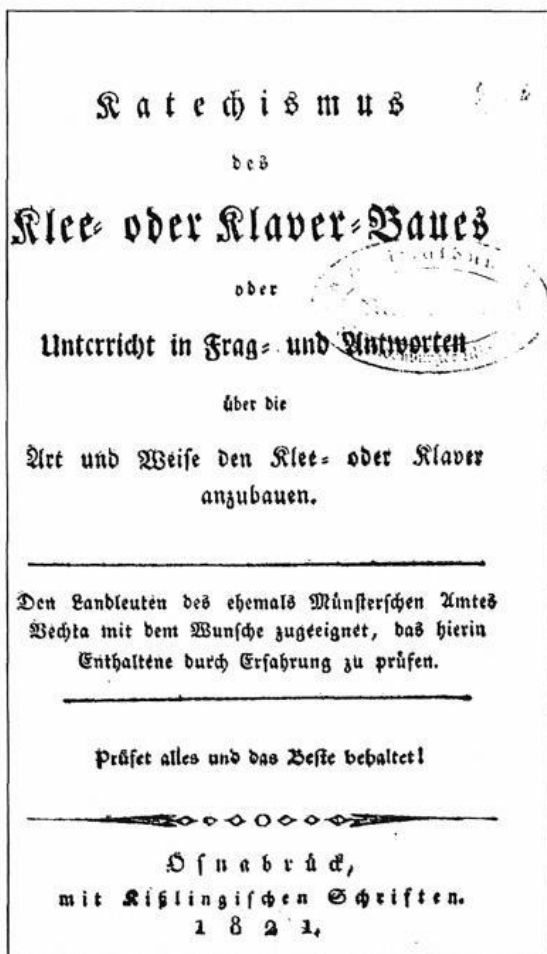 Katechismus
des
Klee- oder Klaver-Baues
oder
Unterricht in Frag- und Antworten
über die
Art und Weise den Klee- oder Klaver
anzubauen.
Den Landleuten des ehemals Münsterschen Amtes
Vechta mit dem Wunsche zugeeignet, das hierin
Enthaltene durch Erfahrung zu prüfen.
Prüfet alles und das Beste behaltet!
Osnabrück,
mit Kißlingischen Schriften.
1821.